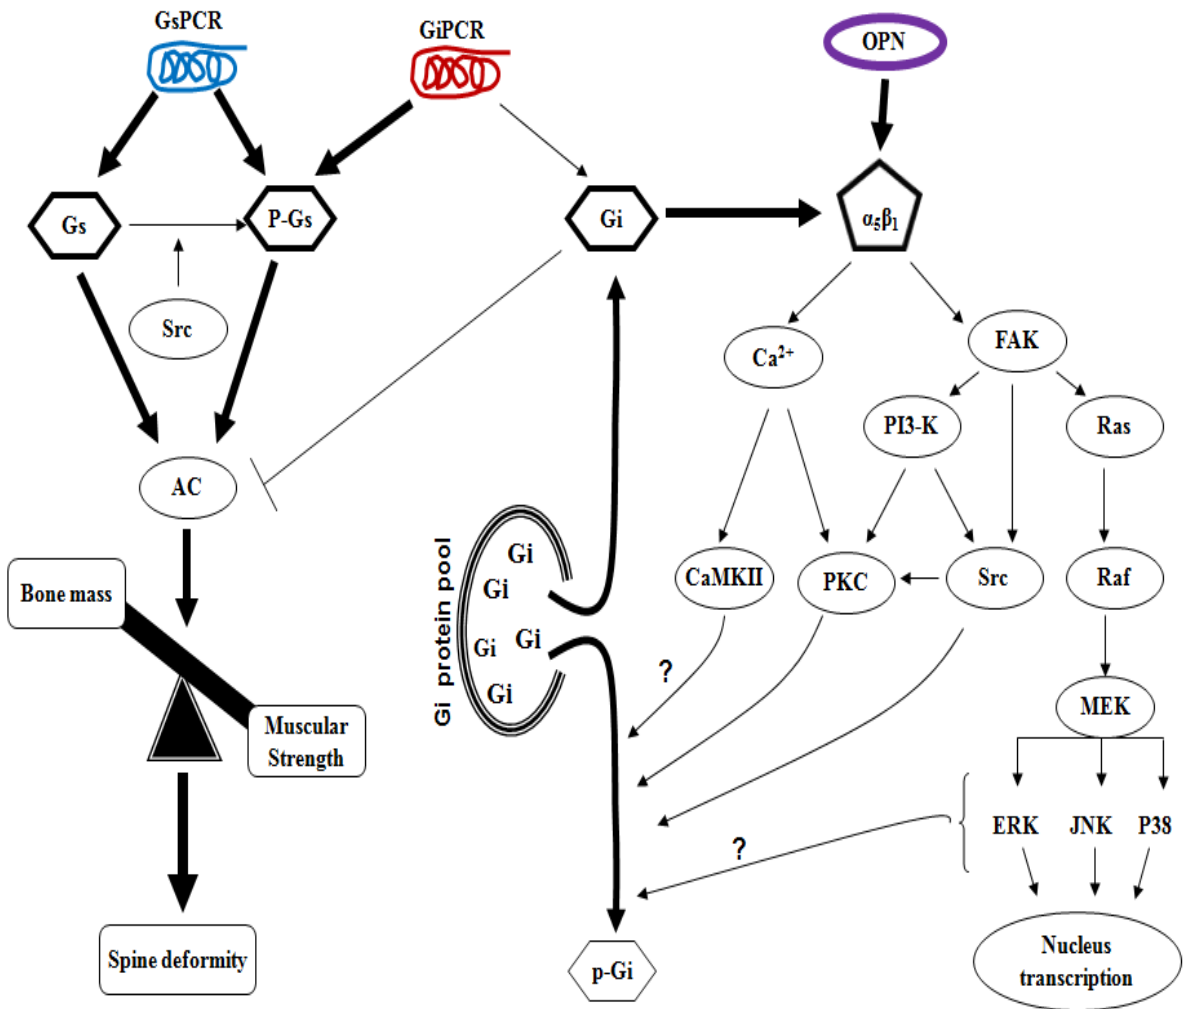 GsPCR
GiPCR
OPN
Gs
P-Gs
Gi
α₅β₁
Src
Ca²⁺
FAK
PI3-K
Ras
AC
Gi
Gi
Gi
Gi
Gi
Gi protein pool
CaMKII
PKC
Src
Raf
Bone mass
?
Muscular
Strength
MEK
ERK
JNK
P38
?
Spine deformity
p-Gi
Nucleus
transcription